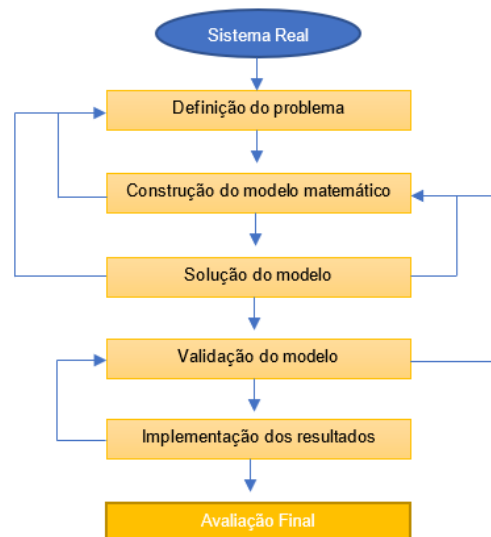 Sistema Real
Definição do problema
Construção do modelo matemático
Solução do modelo
Validação do modelo
Implementação dos resultados
Avaliação Final